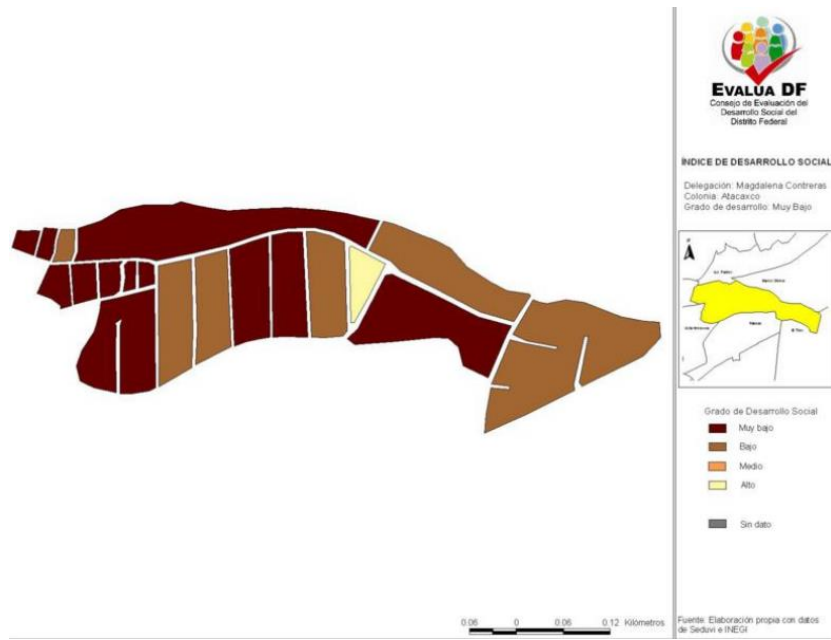 EVALUA DF
Consejo de Evaluación del
Desarrollo Social del
Distrito Federal
ÍNDICE DE DESARROLLO SOCIAL
Delegación: Magdalena Contreras
Colonia: Atacaxco
Grado de desarrollo: Muy Bajo
N
Grado de Desarrollo Social
Muy bajo
Bajo
Medio
Alto
Sin dato
0.06 0 0.06 0.12 Kilometros
Fuente: Elaboración propia con datos
de Seduvi e INEGI